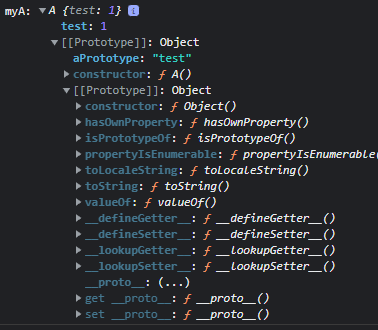 myA: ▼ A {test: 1} i
test: 1
▼ [[Prototype]]: Object
aPrototype: "test"
▶ constructor: ƒ A()
▼ [[Prototype]]: Object
▶ constructor: ƒ Object()
▶ hasOwnProperty: ƒ hasOwnProperty()
▶ isPrototypeOf: ƒ isPrototypeOf()
▶ propertyIsEnumerable: ƒ propertyIsEnumerable(
▶ toLocaleString: ƒ toLocaleString()
▶ toString: ƒ toString()
▶ valueOf: ƒ valueOf()
▶ __defineGetter__: ƒ __defineGetter__()
▶ __defineSetter__: ƒ __defineSetter__()
▶ __lookupGetter__: ƒ __lookupGetter__()
▶ __lookupSetter__: ƒ __lookupSetter__()
__proto__: (...)
▶ get __proto__: ƒ __proto__()
▶ set __proto__: ƒ __proto__()